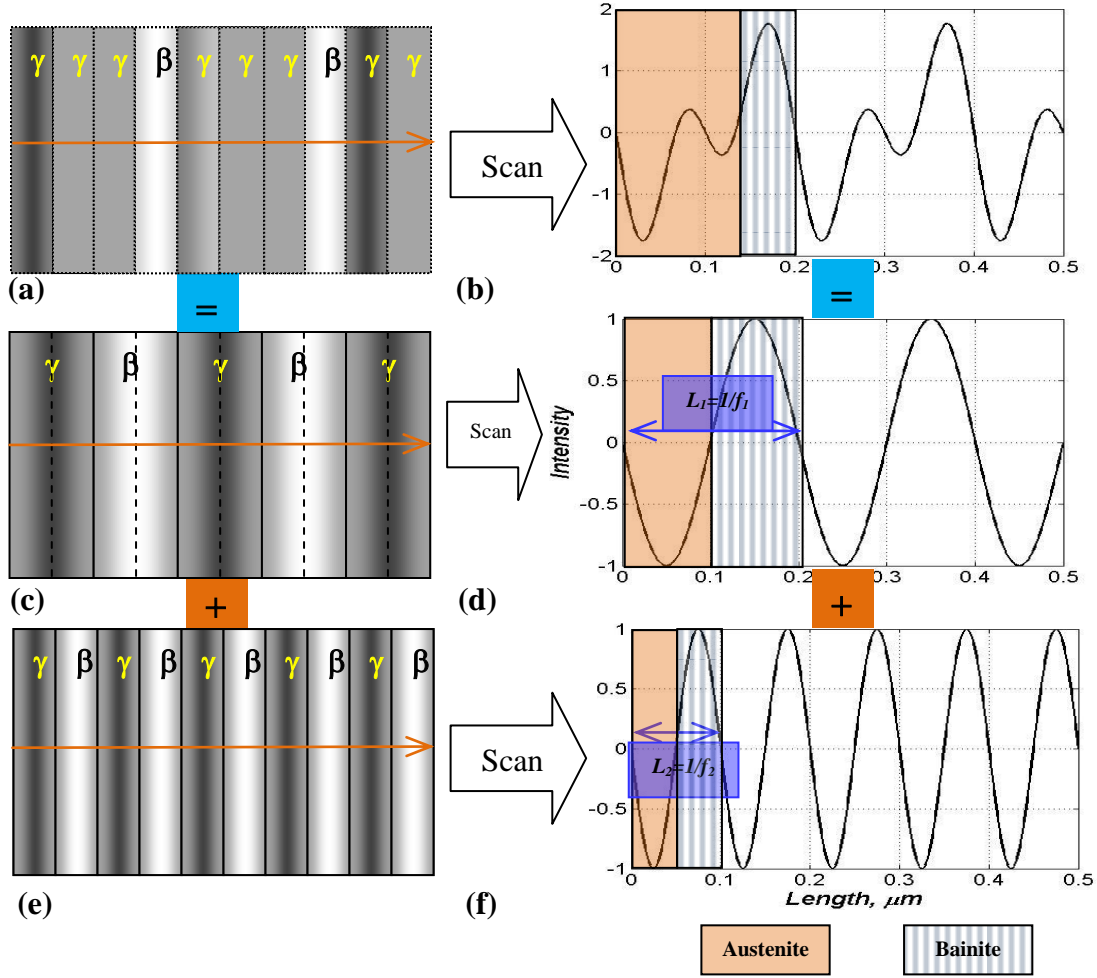 γ γ γ β γ γ γ β γ γ
Scan
2
1
0
-1
-2
0 0.1 0.2 0.3 0.4 0.5
(a)
=
(b)
=
γ β γ β γ
Scan
Intensity
1
0.5
0
-0.5
-1
L₁=1/f₁
0 0.1 0.2 0.3 0.4 0.5
(c)
+
(d)
+
γ β γ β γ β γ β γ β
Scan
1
0.5
0
-0.5
-1
L₂=1/f₂
0 0.1 0.2 0.3 0.4 0.5
Length, μm
(e)
(f)
Austenite
Bainite